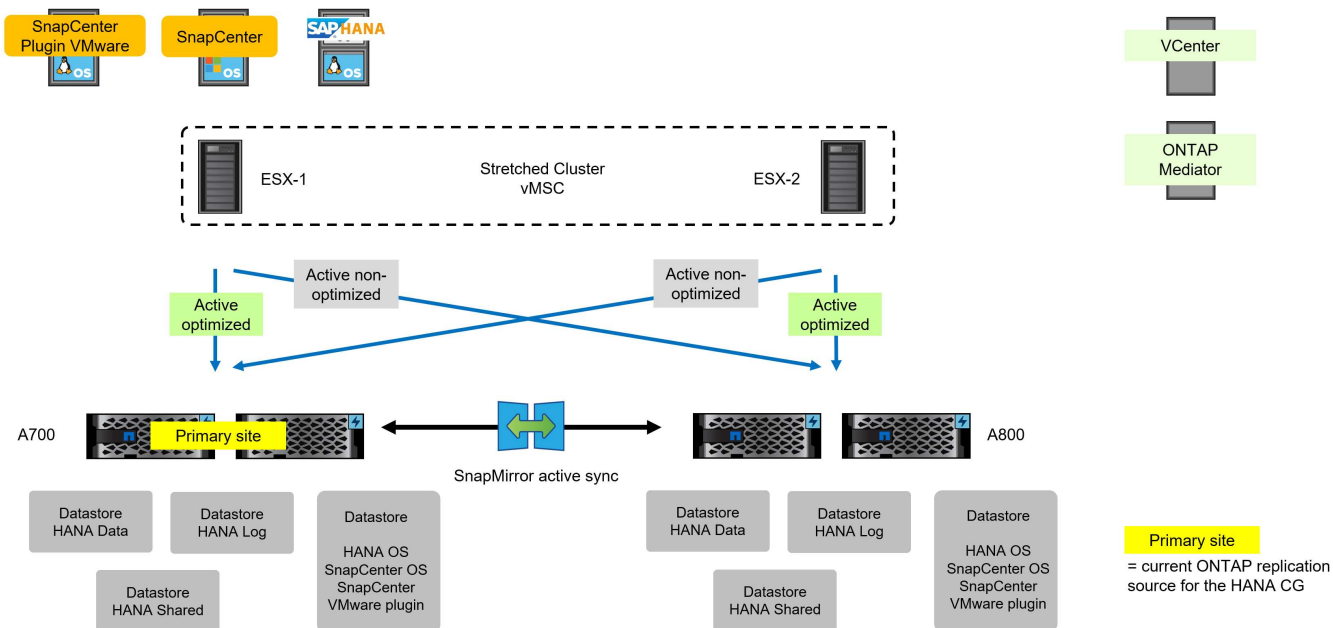 SnapCenter
Plugin VMware
OS
SnapCenter
OS
SAP HANA
OS
VCenter
ONTAP
Mediator
ESX-1
Stretched Cluster
vMSC
ESX-2
Active non-
optimized
Active non-
optimized
Active
optimized
Active
optimized
A700
Primary site
A800
SnapMirror active sync
Datastore
HANA Data
Datastore
HANA Log
Datastore
HANA OS
SnapCenter OS
SnapCenter
VMware plugin
Datastore
HANA Shared
Datastore
HANA Data
Datastore
HANA Log
Datastore
HANA OS
SnapCenter OS
SnapCenter
VMware plugin
Datastore
HANA Shared
Primary site
= current ONTAP replication
source for the HANA CG